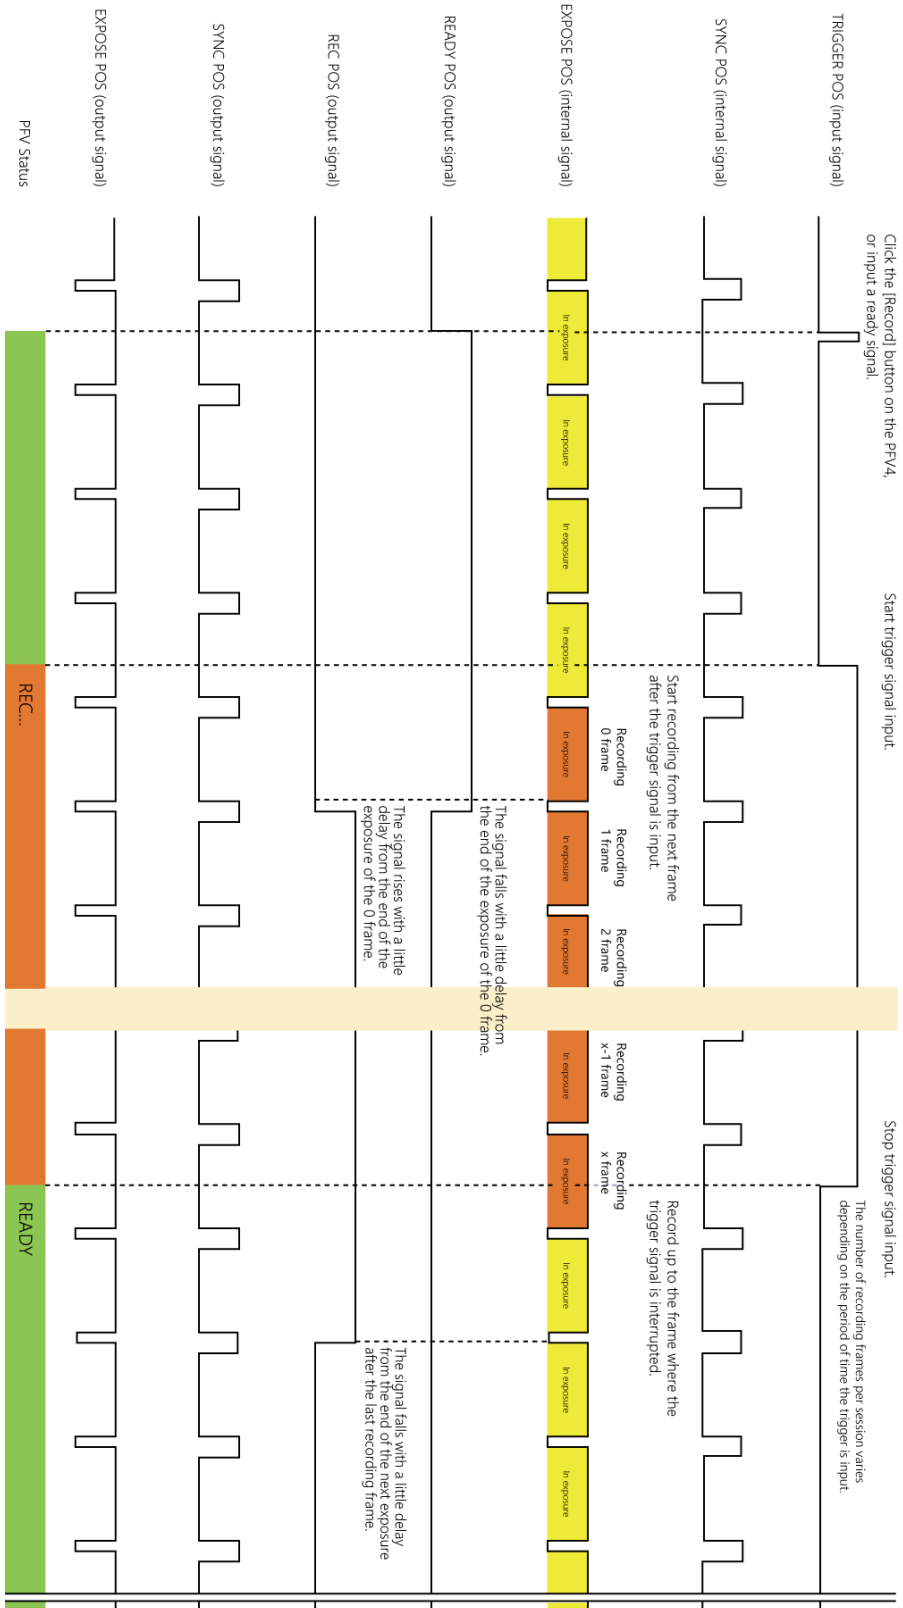 Click the [Record] button on the PFV4,
or input a ready signal.
Start trigger signal input.
Stop trigger signal input.
The number of recording frames per session varies
depending on the period of time the trigger is input.
TRIGGER POS (input signal)
SYNC POS (internal signal)
Start recording from the next frame
after the trigger signal is input.
Record up to the frame where the
trigger signal is interrupted.
Recording
0 frame
Recording
1 frame
Recording
2 frame
Recording
x-1 frame
Recording
x frame
EXPOSE POS (internal signal)
In exposure
In exposure
In exposure
In exposure
In exposure
In exposure
In exposure
In exposure
In exposure
In exposure
In exposure
In exposure
The signal falls with a little delay from
the end of the exposure of the 0 frame.
READY POS (output signal)
The signal rises with a little
delay from the end of the
exposure of the 0 frame.
The signal falls with a little delay
from the end of the next exposure
after the last recording frame.
REC POS (output signal)
SYNC POS (output signal)
EXPOSE POS (output signal)
PFV Status
REC...
READY